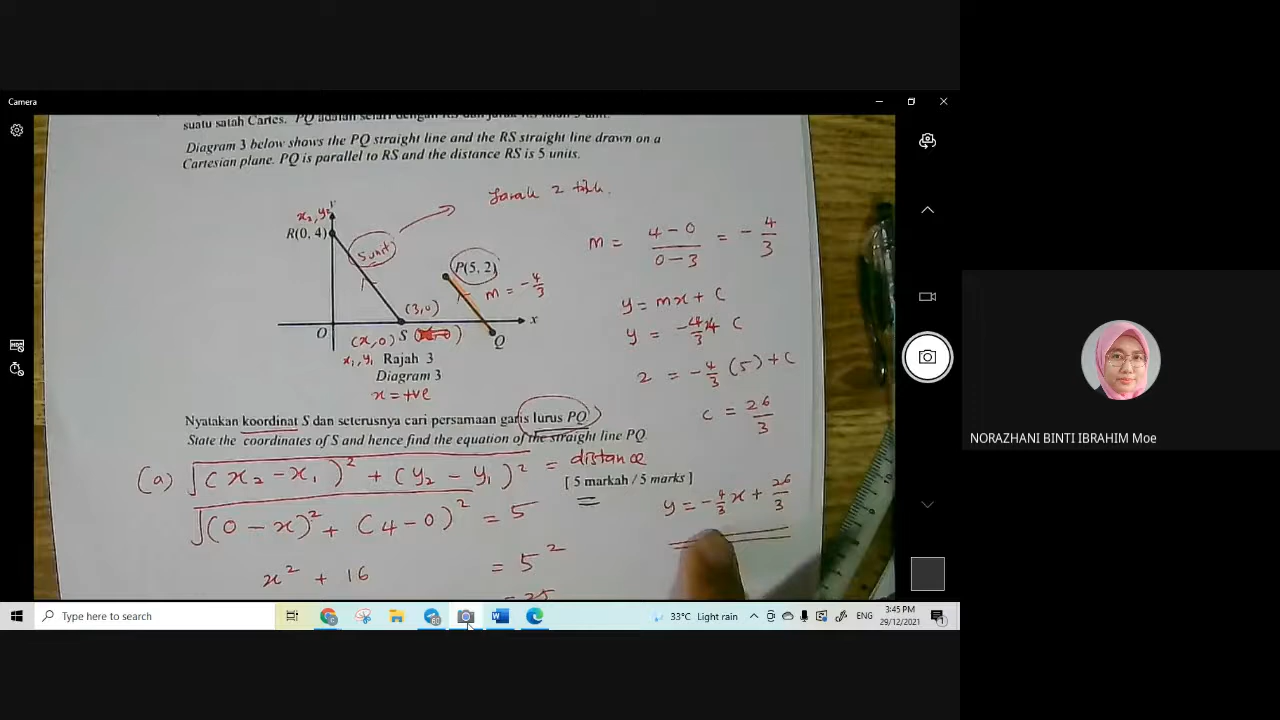 Camera
suatu satah Cartes. PQ adalah selari dengan RS dan jarak RS ialah 5 unit.
Diagram 3 below shows the PQ straight line and the RS straight line drawn on a
Cartesian plane. PQ is parallel to RS and the distance RS is 5 units.
Jarak 2 titik.
x₂, y₂
y
R(0, 4)
5 unit
P(5, 2)
m = -4/3
(3,0)
O
(x, 0) S
x
Q
x₁, y₁ Rajah 3
Diagram 3
x = +ve
m = (4 - 0)/(0 - 3) = -4/3
y = mx + c
y = -4/3 x c
2 = -4/3 (5) + c
c = 26/3
Nyatakan koordinat S dan seterusnya cari persamaan garis lurus PQ
State the coordinates of S and hence find the equation of the straight line PQ.
(a) √(x₂ - x₁)² + (y₂ - y₁)² = distance
[ 5 markah / 5 marks ]
√(0 - x)² + (4 - 0)² = 5
y = -4/3 x + 26/3
x² + 16 = 5²
= 25
NORAZHANI BINTI IBRAHIM Moe
Type here to search
33°C Light rain
ENG
3:45 PM
29/12/2021